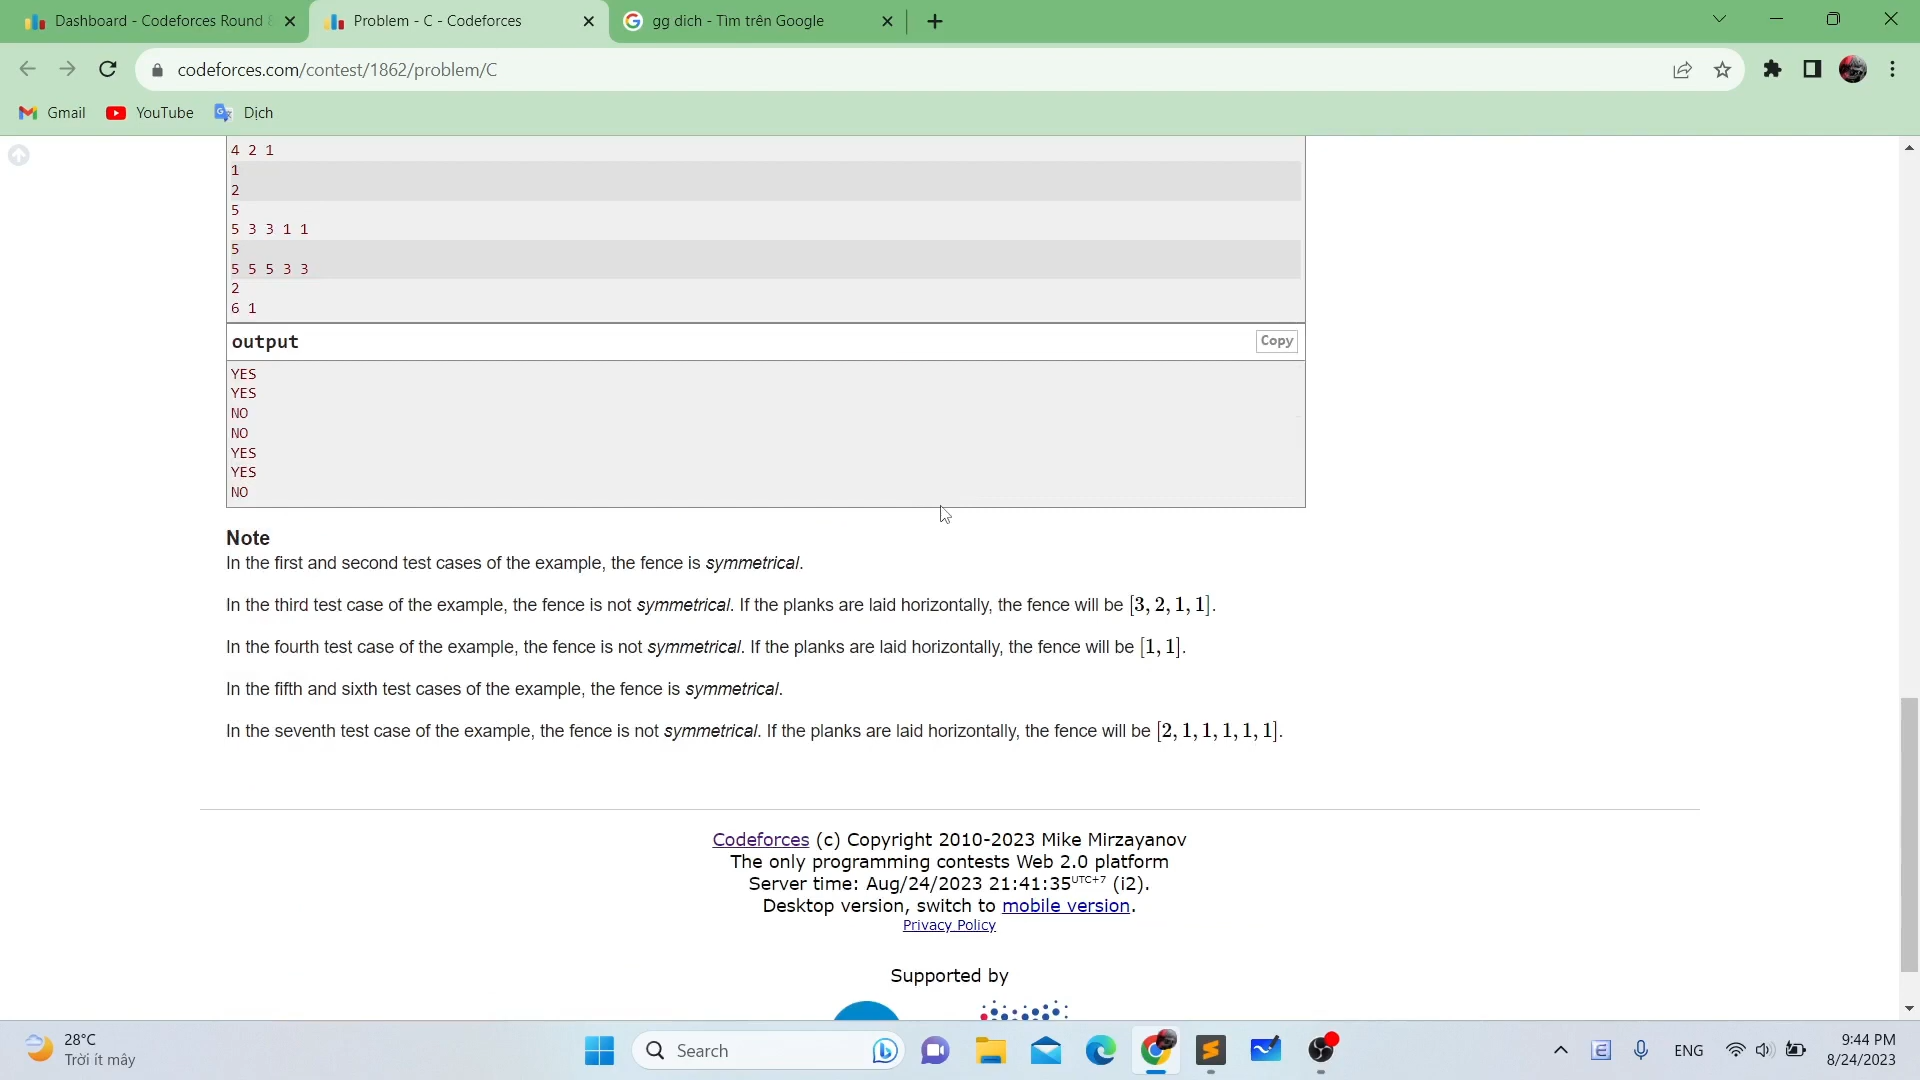 Dashboard - Codeforces Round 8
Problem - C - Codeforces
gg dich - Tìm trên Google
codeforces.com/contest/1862/problem/C
Gmail
YouTube
Dịch
4 2 1
1
2
5
5 3 3 1 1
5
5 5 5 3 3
2
6 1
output
Copy
YES
YES
NO
NO
YES
YES
NO
Note
In the first and second test cases of the example, the fence is symmetrical.
In the third test case of the example, the fence is not symmetrical. If the planks are laid horizontally, the fence will be [3, 2, 1, 1].
In the fourth test case of the example, the fence is not symmetrical. If the planks are laid horizontally, the fence will be [1, 1].
In the fifth and sixth test cases of the example, the fence is symmetrical.
In the seventh test case of the example, the fence is not symmetrical. If the planks are laid horizontally, the fence will be [2, 1, 1, 1, 1, 1].
Codeforces (c) Copyright 2010-2023 Mike Mirzayanov
The only programming contests Web 2.0 platform
Server time: Aug/24/2023 21:41:35UTC+7 (i2).
Desktop version, switch to mobile version.
Privacy Policy
Supported by
28°C
Trời ít mây
Search
ENG
9:44 PM
8/24/2023